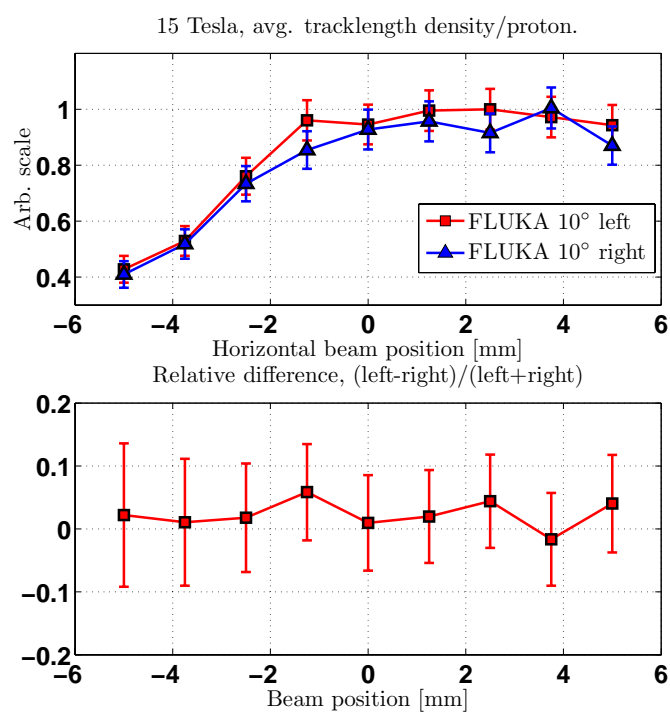 15 Tesla, avg. tracklength density/proton.
Arb. scale
1
0.8
0.6
0.4
FLUKA 10° left
FLUKA 10° right
−6 −4 −2 0 2 4 6
Horizontal beam position [mm]
Relative difference, (left-right)/(left+right)
0.2
0.1
0
−0.1
−0.2
−6 −4 −2 0 2 4 6
Beam position [mm]